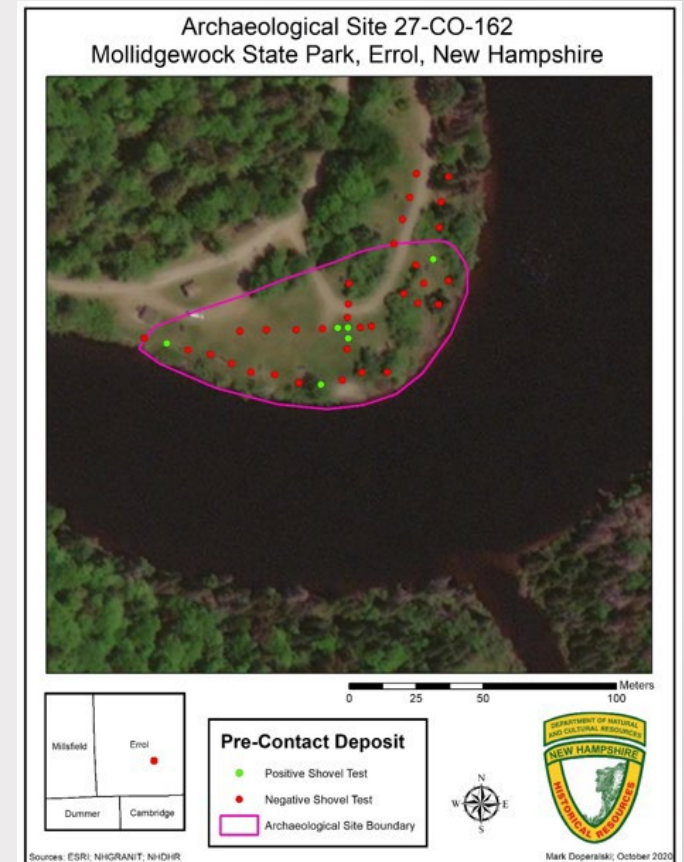 Archaeological Site 27-CO-162
Mollidgewock State Park, Errol, New Hampshire
Meters
0 25 50 100
Millsfield
Errol
Dummer
Cambridge
Pre-Contact Deposit
Positive Shovel Test
Negative Shovel Test
Archaeological Site Boundary
N
W E
S
DEPARTMENT OF NATURAL
AND CULTURAL RESOURCES
NEW HAMPSHIRE
HISTORICAL RESOURCES
Sources: ESRI; NHGRANIT; NHDHR
Mark Doperalski; October 2020